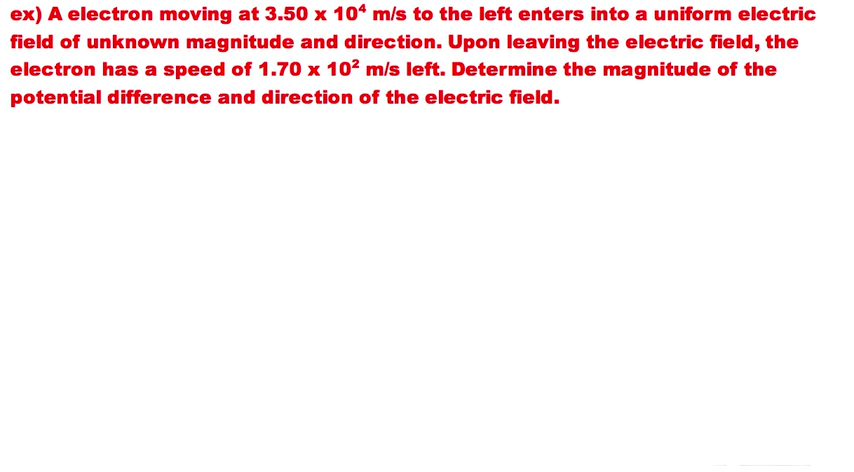 ex) A electron moving at 3.50 x 10⁴ m/s to the left enters into a uniform electric
field of unknown magnitude and direction. Upon leaving the electric field, the
electron has a speed of 1.70 x 10² m/s left. Determine the magnitude of the
potential difference and direction of the electric field.